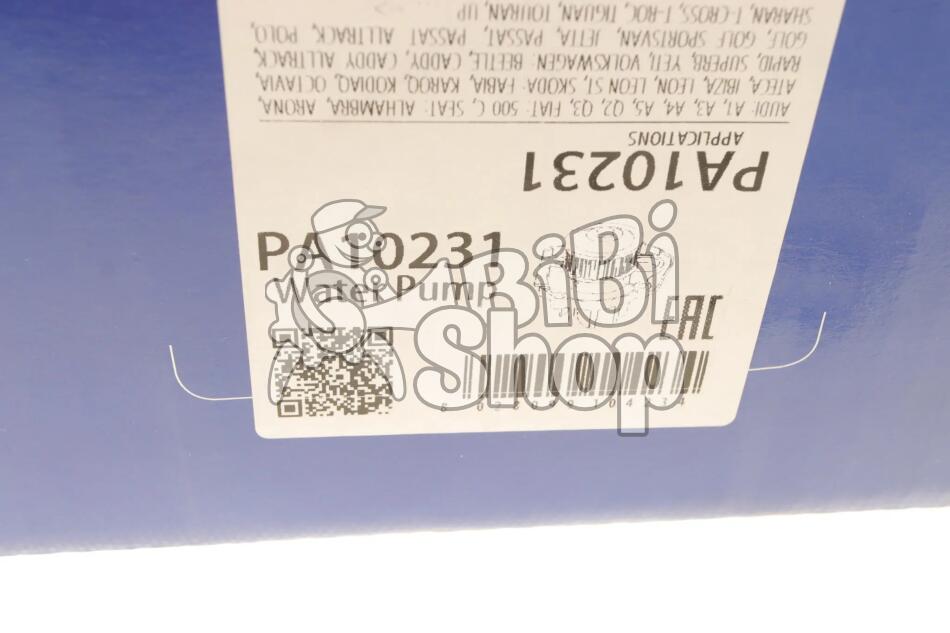 PA10231
Water Pump
EAC
PA10231
APPLICATIONS
AUDI: A1, A3, A4, A5, Q2, Q3, FIAT: 500 C, SEAT: ALHAMBRA, ARONA,
ATECA, IBIZA, LEON, LEON ST, SKODA: FABIA, KAROQ, KODIAQ, OCTAVIA,
RAPID, SUPERB, YETI, VOLKSWAGEN: BEETLE, CADDY, CADDY ALLTRACK,
GOLF, GOLF SPORTSVAN, JETTA, PASSAT, PASSAT ALLTRACK, POLO,
SHARAN, T-CROSS, T-ROC, TIGUAN, TOURAN, UP
BiBi
Shop